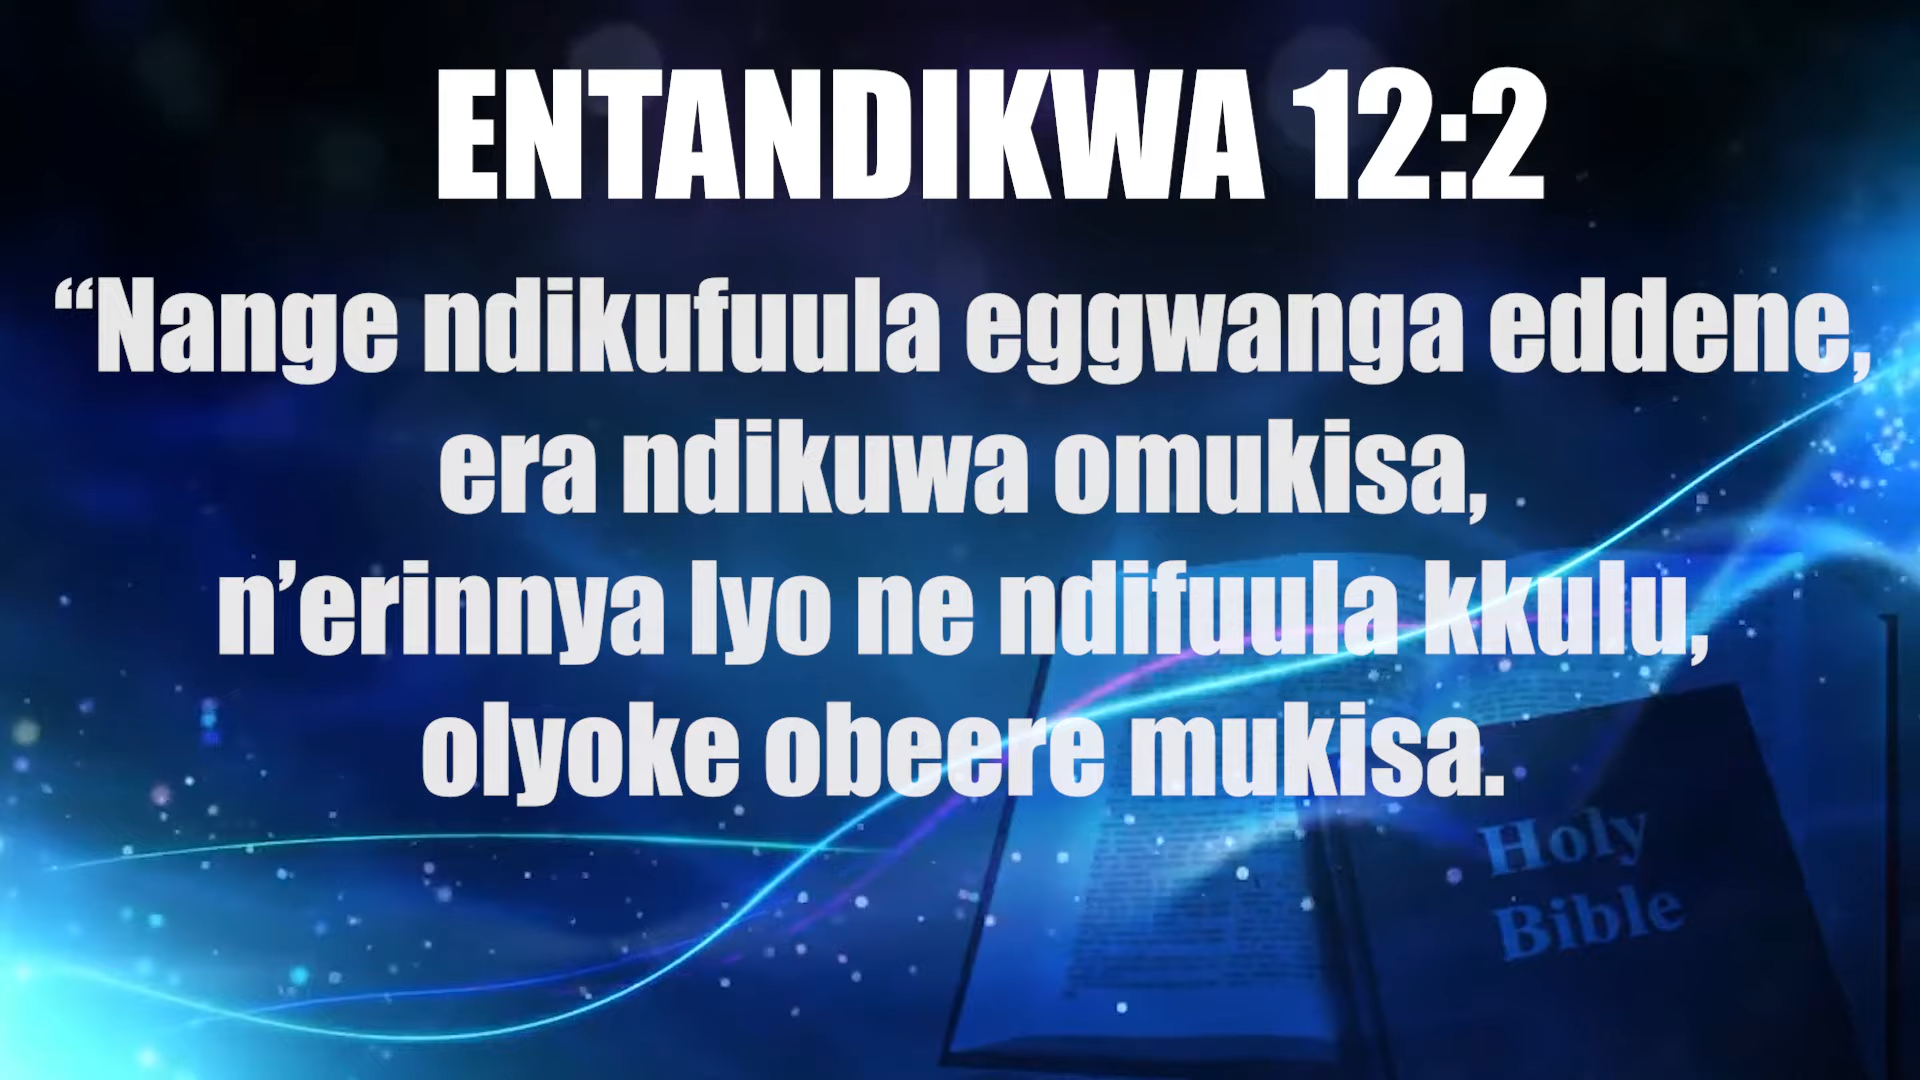 ENTANDIKWA 12:2
“Nange ndikufuula eggwanga eddene,
era ndikuwa omukisa,
n’erinnya lyo ne ndifuula kkulu,
olyoke obeere mukisa.
Holy
Bible